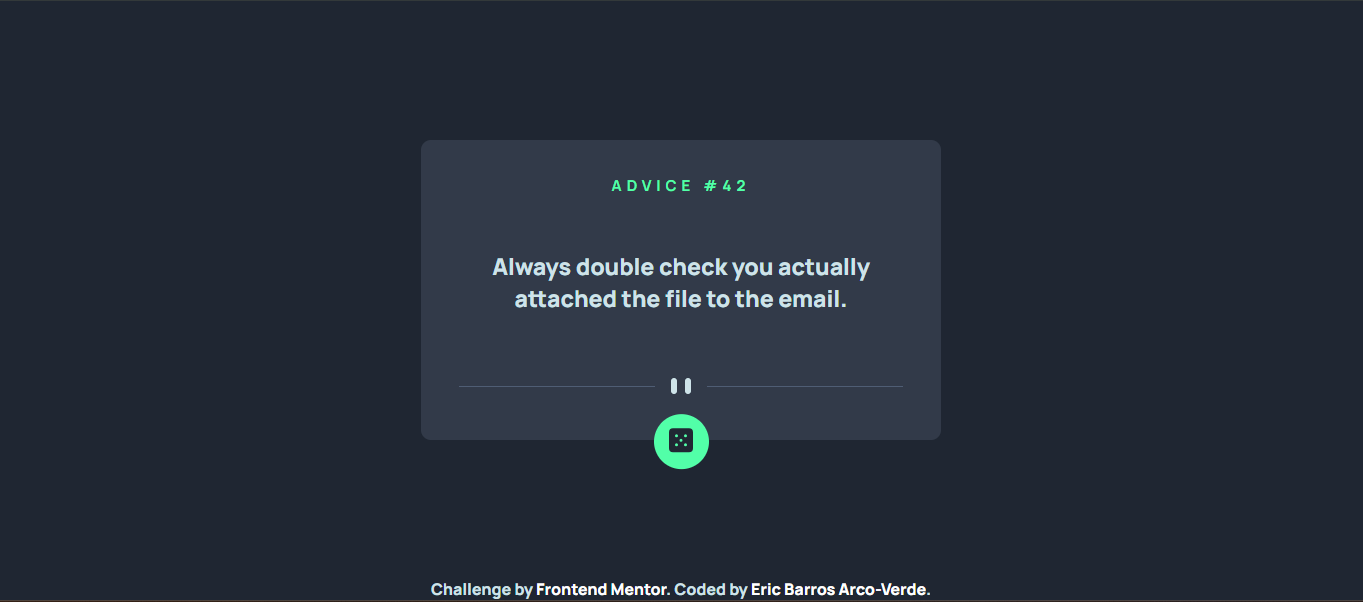 ADVICE #42
Always double check you actually
attached the file to the email.
Challenge by Frontend Mentor. Coded by Eric Barros Arco-Verde.